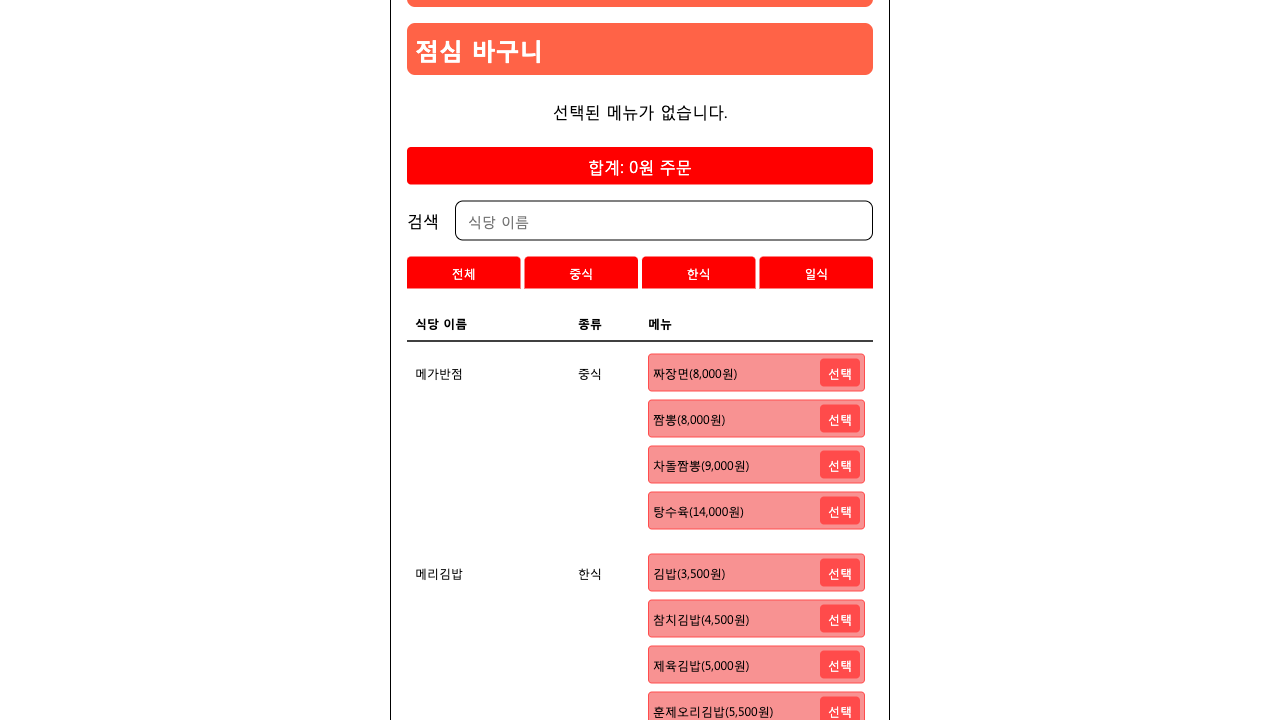 점심 바구니
선택된 메뉴가 없습니다.
합계: 0원 주문
검색 식당 이름
전체 중식 한식 일식
식당 이름 종류 메뉴
메가반점 중식 짜장면(8,000원) 선택
짬뽕(8,000원) 선택
차돌짬뽕(9,000원) 선택
탕수육(14,000원) 선택
메리김밥 한식 김밥(3,500원) 선택
참치김밥(4,500원) 선택
제육김밥(5,000원) 선택
훈제오리김밥(5,500원) 선택